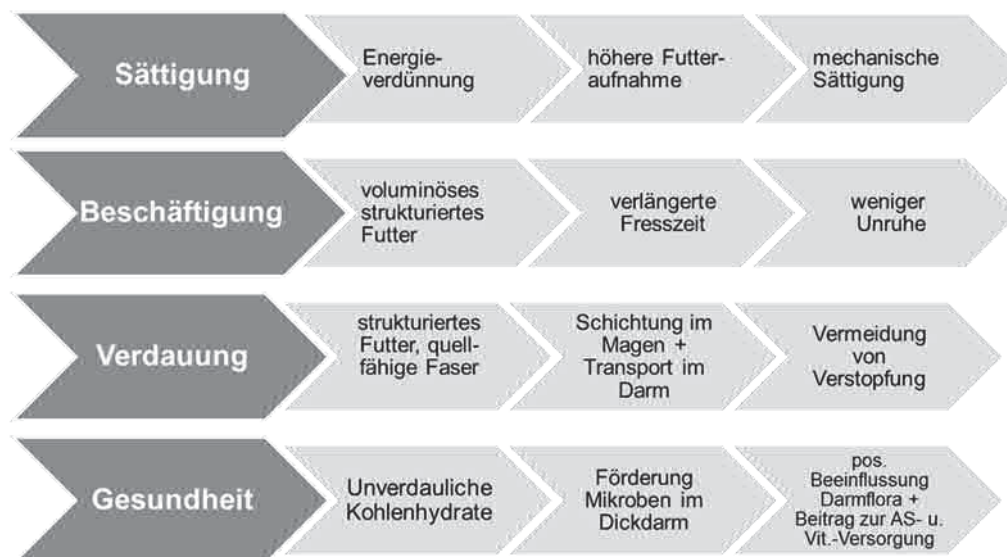 Sättigung
Energie-
verdünnung
höhere Futter-
aufnahme
mechanische
Sättigung
Beschäftigung
voluminöses
strukturiertes
Futter
verlängerte
Fresszeit
weniger
Unruhe
Verdauung
strukturiertes
Futter, quell-
fähige Faser
Schichtung im
Magen +
Transport im
Darm
Vermeidung
von
Verstopfung
Gesundheit
Unverdauliche
Kohlenhydrate
Förderung
Mikroben im
Dickdarm
pos.
Beeinflussung
Darmflora +
Beitrag zur AS- u.
Vit.-Versorgung